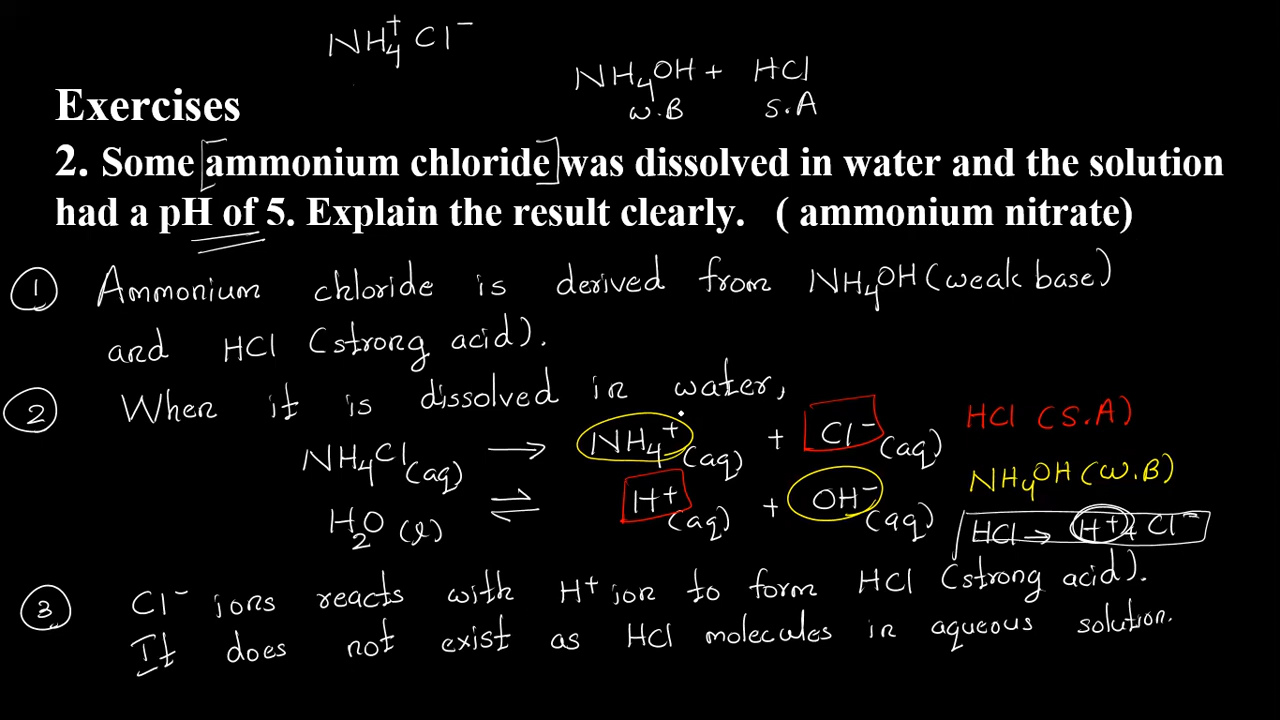 NH₄⁺ Cl⁻
NH₄OH + HCl
W.B S.A
Exercises
2. Some [ammonium chloride] was dissolved in water and the solution
had a pH of 5. Explain the result clearly. ( ammonium nitrate)
① Ammonium chloride is derived from NH₄OH (weak base)
and HCl (strong acid).
② When it is dissolved in water,
NH₄Cl(aq) → NH₄⁺(aq) + Cl⁻(aq) HCl (S.A)
H₂O (l) ⇌ H⁺(aq) + OH⁻(aq) NH₄OH (W.B)
HCl → H⁺ + Cl⁻
③ Cl⁻ ions reacts with H⁺ ion to form HCl (strong acid).
It does not exist as HCl molecules in aqueous solution.